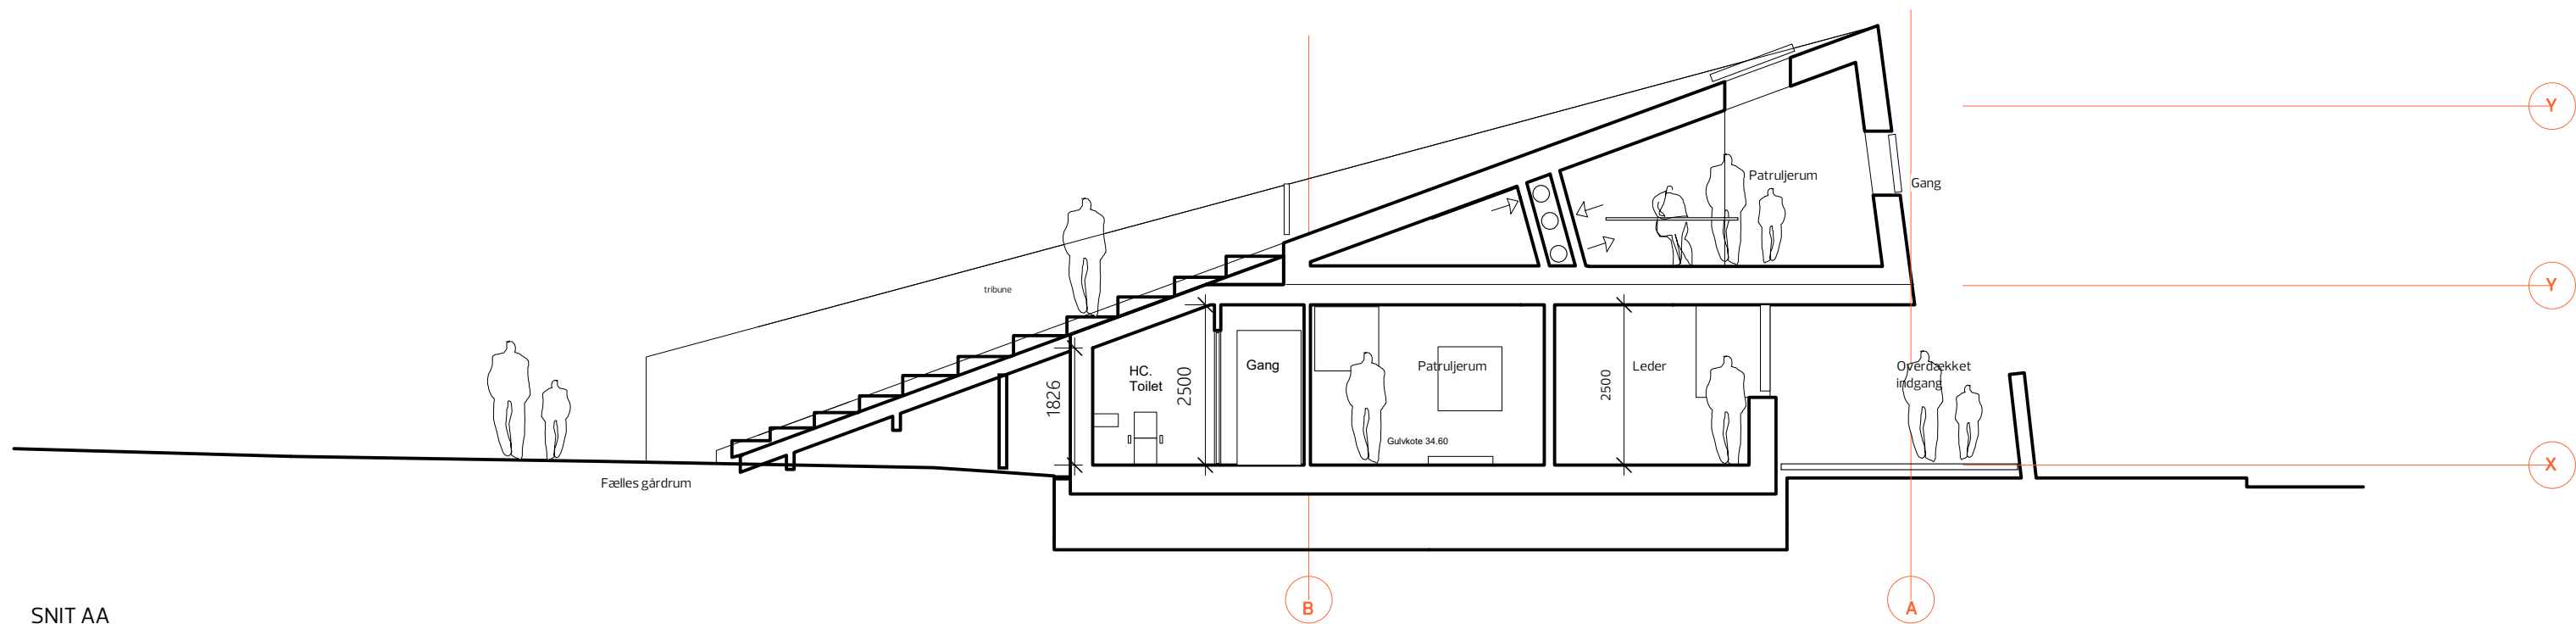 Y
Patruljerum
Gang
Y
tribune
HC.
Toilet
Gang
Patruljerum
Leder
Overdækket
indgang
1826
2500
2500
Gulvkote 34.60
X
Fælles gårdrum
B
A
SNIT AA